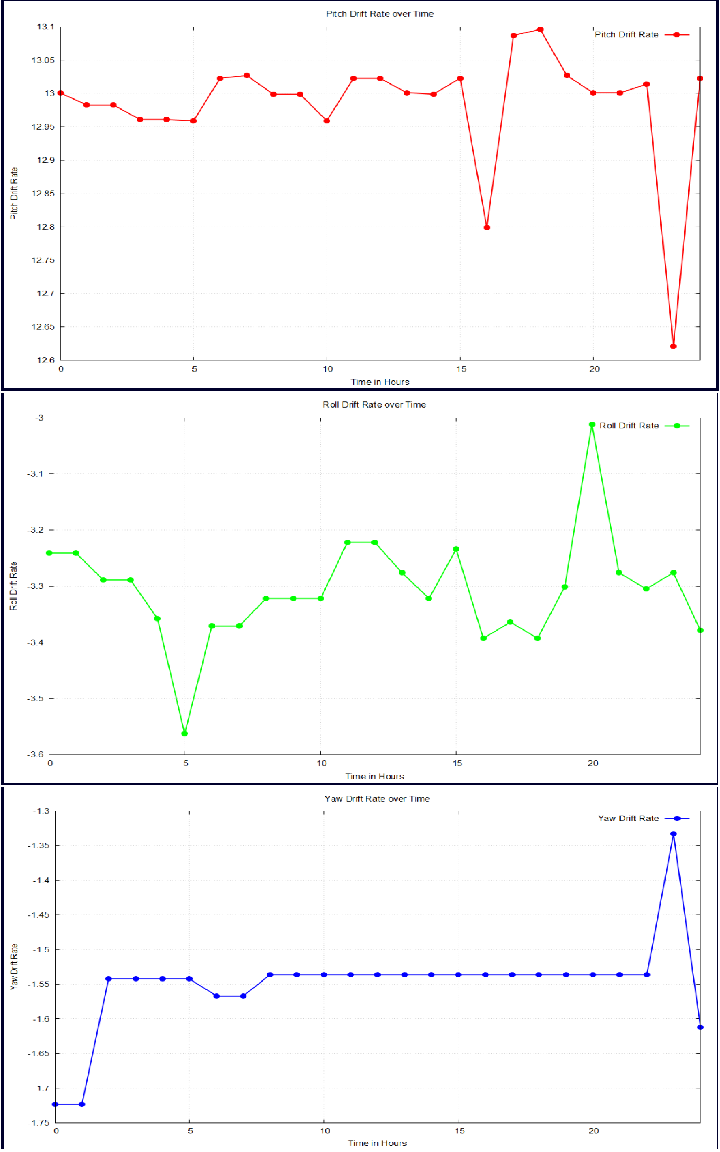 Pitch Drift Rate over Time
Pitch Drift Rate
13.1
13.05
13
12.95
12.9
12.85
12.8
12.75
12.7
12.65
12.6
Pitch Drift Rate
0 5 10 15 20
Time in Hours
Roll Drift Rate over Time
Roll Drift Rate
-3
-3.1
-3.2
-3.3
-3.4
-3.5
-3.6
Roll Drift Rate
0 5 10 15 20
Time in Hours
Yaw Drift Rate over Time
Yaw Drift Rate
-1.3
-1.35
-1.4
-1.45
-1.5
-1.55
-1.6
-1.65
-1.7
-1.75
Yaw Drift Rate
0 5 10 15 20
Time in Hours